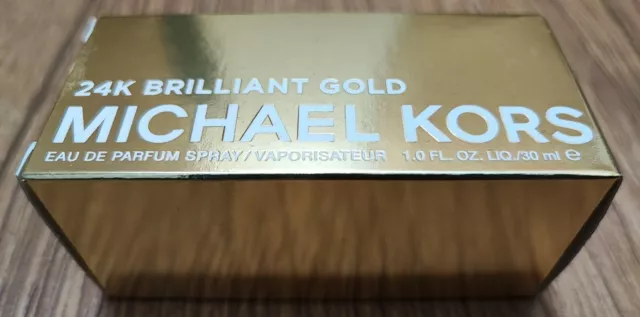 24K BRILLIANT GOLD
MICHAEL KORS
EAU DE PARFUM SPRAY/VAPORISATEUR 1.0 FL. OZ. LIQ./30 ml ℮